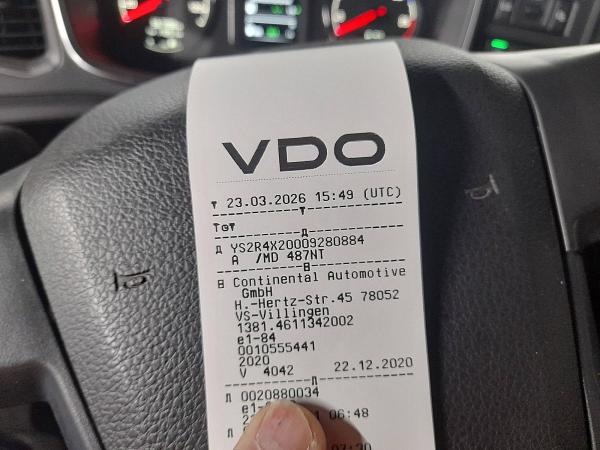 VDO
▼ 23.03.2026 15:49 (UTC)
YS2R4X20009280884
A /MD 487NT
Continental Automotive
GmbH
H.-Hertz-Str.45 78052
VS-Villingen
1381.4611342002
e1-84
0010555441
2020
V 4042 22.12.2020
0020880034
06:48